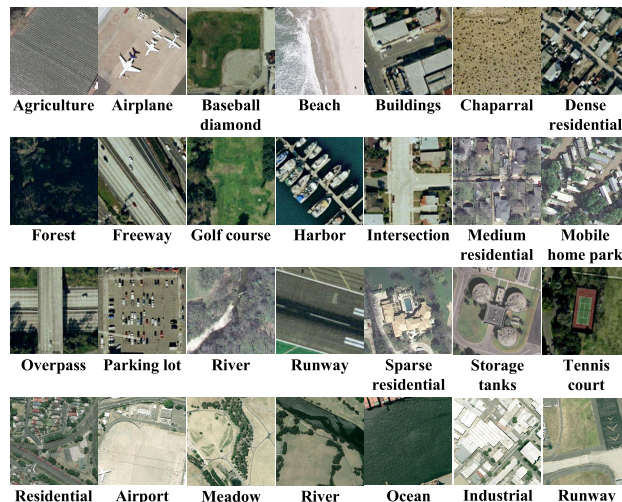 Agriculture Airplane Baseball diamond Beach Buildings Chaparral Dense residential
Forest Freeway Golf course Harbor Intersection Medium residential Mobile home park
Overpass Parking lot River Runway Sparse residential Storage tanks Tennis court
Residential Airport Meadow River Ocean Industrial Runway